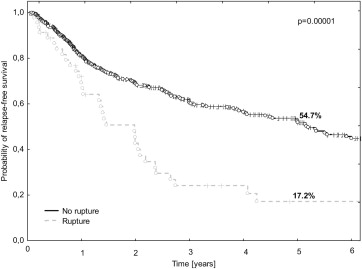 p=0.00001
1,0
0,8
0,6
0,4
0,2
0,0
Probability of relapse-free survival
54.7%
17.2%
No rupture
Rupture
0 1 2 3 4 5 6
Time [years]